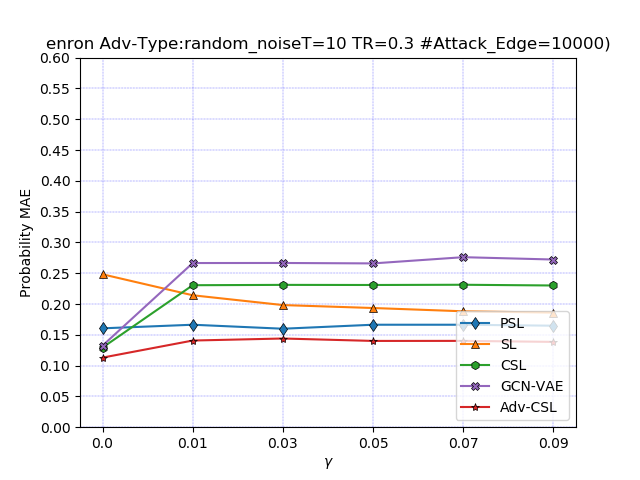 enron Adv-Type:random_noiseT=10 TR=0.3 #Attack_Edge=10000)
Probability MAE
0.60
0.55
0.50
0.45
0.40
0.35
0.30
0.25
0.20
0.15
0.10
0.05
0.00
PSL
SL
CSL
GCN-VAE
Adv-CSL
0.0 0.01 0.03 0.05 0.07 0.09
γ